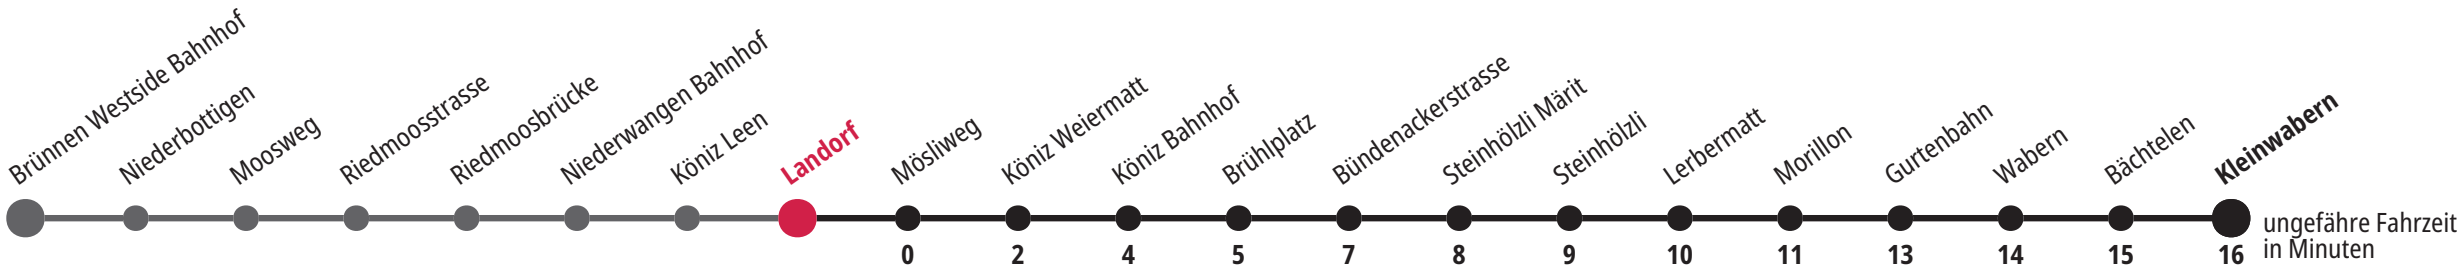 Brünnen Westside Bahnhof
Niederbottigen
Moosweg
Riedmoosstrasse
Riedmoosbrücke
Niederwangen Bahnhof
Köniz Leen
Landorf
Mösliweg
Köniz Weiermatt
Köniz Bahnhof
Brühlplatz
Bündenackerstrasse
Steinhölzli Märit
Steinhölzli
Lerbermatt
Morillon
Gurtenbahn
Wabern
Bächtelen
Kleinwabern
0 2 4 5 7 8 9 10 11 13 14 15 16
ungefähre Fahrzeit
in Minuten